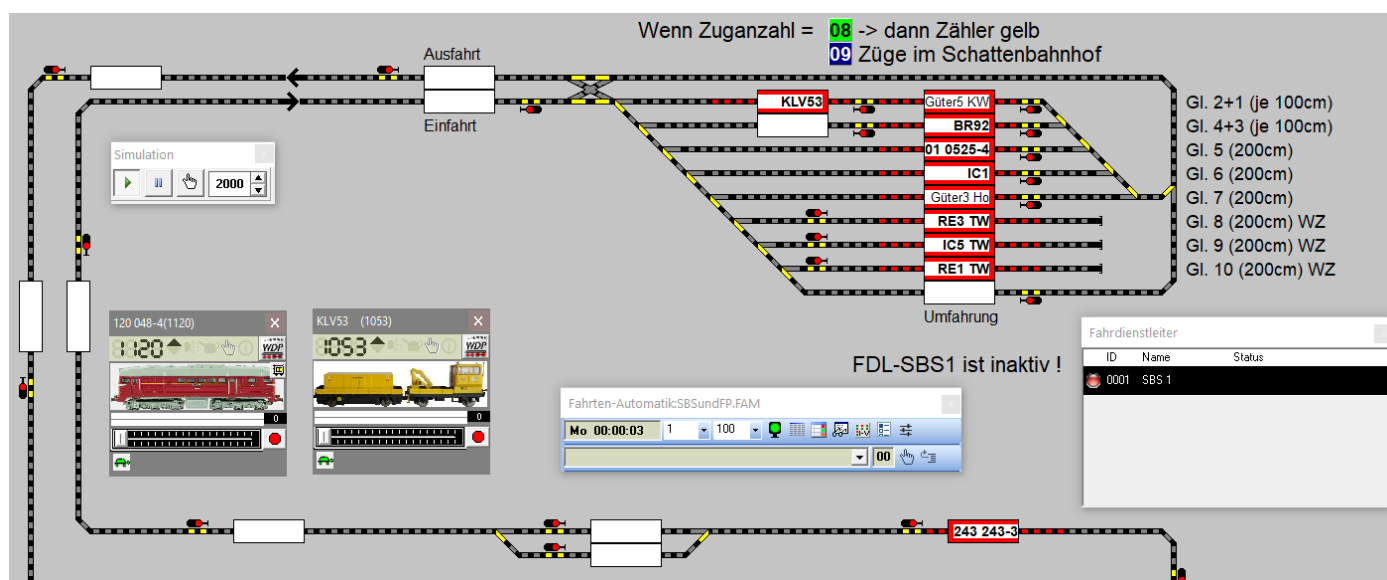 Wenn Zuganzahl = 08 -> dann Zähler gelb
09 Züge im Schattenbahnhof
Ausfahrt
Einfahrt
KLV53 Güter5 KW
BR92
01 0525-4
IC1
Güter3 Ho
RE3 TW
IC5 TW
RE1 TW
Umfahrung
Gl. 2+1 (je 100cm)
Gl. 4+3 (je 100cm)
Gl. 5 (200cm)
Gl. 6 (200cm)
Gl. 7 (200cm)
Gl. 8 (200cm) WZ
Gl. 9 (200cm) WZ
Gl. 10 (200cm) WZ
Simulation
2000
120 048-4(1120)
1120
WDP
0
KLV53 (1053)
1053
WDP
0
FDL-SBS1 ist inaktiv !
Fahrten-Automatik:SBSundFP.FAM
Mo 00:00:03 1 100
00
Fahrdienstleiter
ID Name Status
0001 SBS 1
243 243-3